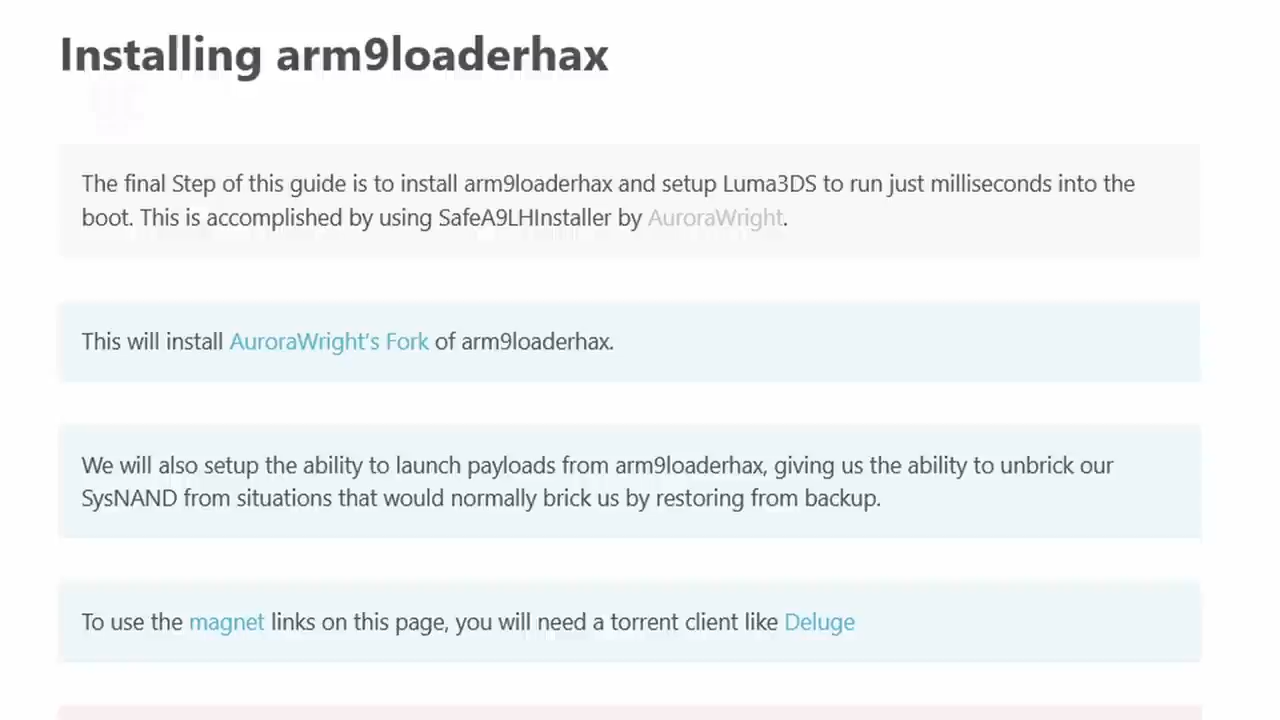 Installing arm9loaderhax
The final Step of this guide is to install arm9loaderhax and setup Luma3DS to run just milliseconds into the
boot. This is accomplished by using SafeA9LHInstaller by AuroraWright.
This will install AuroraWright's Fork of arm9loaderhax.
We will also setup the ability to launch payloads from arm9loaderhax, giving us the ability to unbrick our
SysNAND from situations that would normally brick us by restoring from backup.
To use the magnet links on this page, you will need a torrent client like Deluge